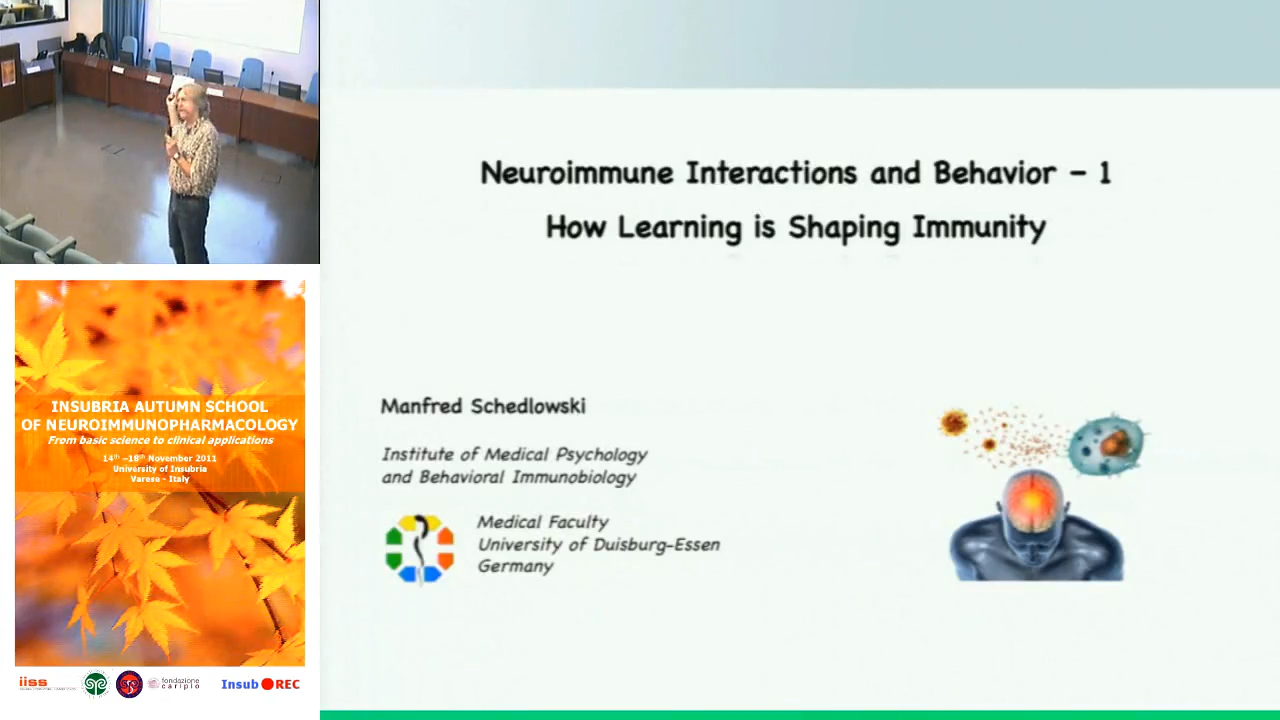 Neuroimmune Interactions and Behavior – 1
How Learning is Shaping Immunity
Manfred Schedlowski
Institute of Medical Psychology
and Behavioral Immunobiology
Medical Faculty
University of Duisburg-Essen
Germany
INSUBRIA AUTUMN SCHOOL
OF NEUROIMMUNOPHARMACOLOGY
From basic science to clinical applications
14th –18th November 2011
University of Insubria
Varese - Italy
iiss
fondazione
cariplo
Insub REC